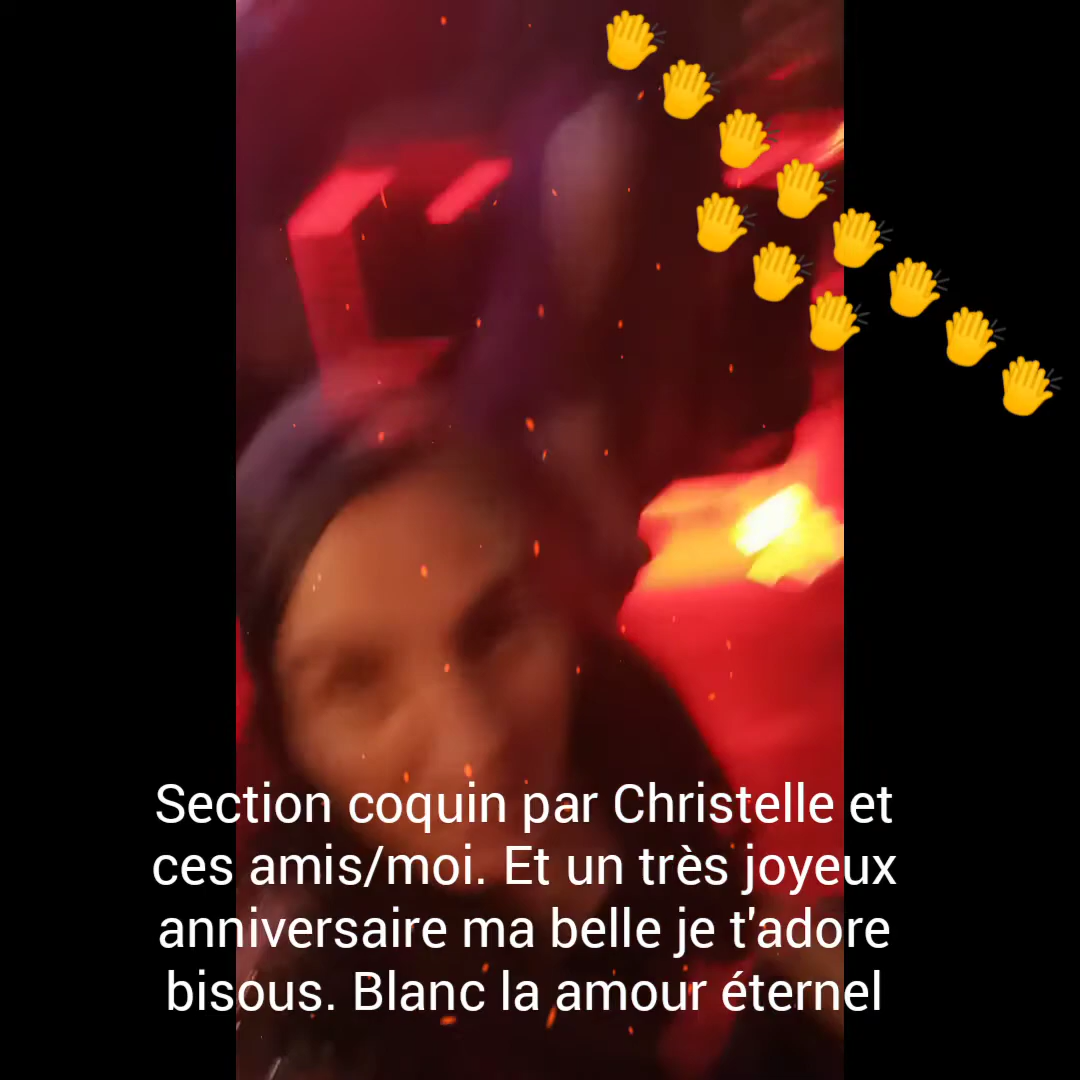 Section coquin par Christelle et
ces amis/moi. Et un très joyeux
anniversaire ma belle je t'adore
bisous. Blanc la amour éternel